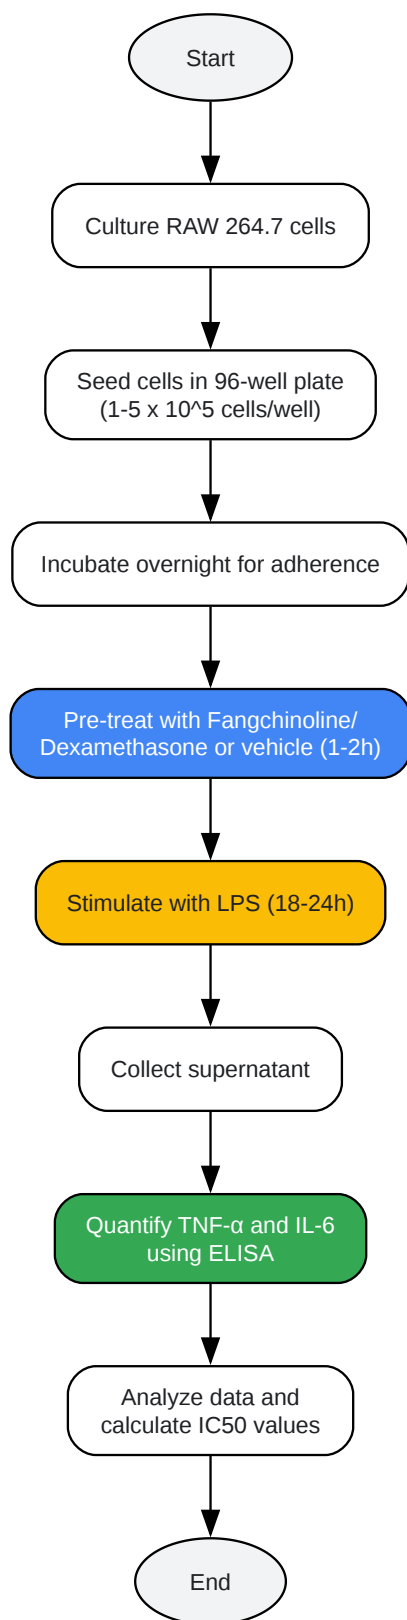 Start
Culture RAW 264.7 cells
Seed cells in 96-well plate
(1-5 x 10^5 cells/well)
Incubate overnight for adherence
Pre-treat with Fangchinoline/
Dexamethasone or vehicle (1-2h)
Stimulate with LPS (18-24h)
Collect supernatant
Quantify TNF-α and IL-6
using ELISA
Analyze data and
calculate IC50 values
End